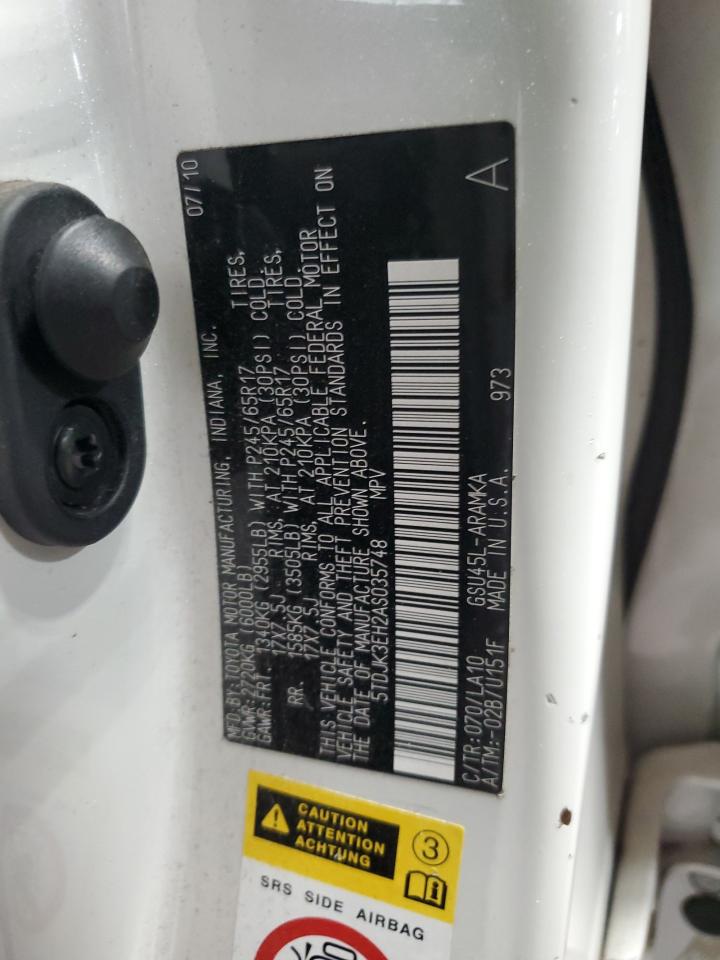 MFD. BY: TOYOTA MOTOR MANUFACTURING, INDIANA, INC. 07/10
GVWR: 2720KG (6000LB)
GAWR: FRT. 1340KG (2955LB) WITH P245/65R17 TIRES,
17X7.5J RIMS, AT 210KPA (30PSI) COLD.
RR. 1585KG (3505LB) WITH P245/65R17 TIRES,
17X7.5J RIMS, AT 210KPA (30PSI) COLD.
THIS VEHICLE CONFORMS TO ALL APPLICABLE FEDERAL MOTOR
VEHICLE SAFETY AND THEFT PREVENTION STANDARDS IN EFFECT ON
THE DATE OF MANUFACTURE SHOWN ABOVE.
5TDJK3EH2AS035748 MPV
C/TR: 070/LA10 GSU45L-ARAMKA 973 A
A/TM: -02B/U151F MADE IN U.S.A.
CAUTION
ATTENTION
ACHTUNG
3
SRS SIDE AIRBAG